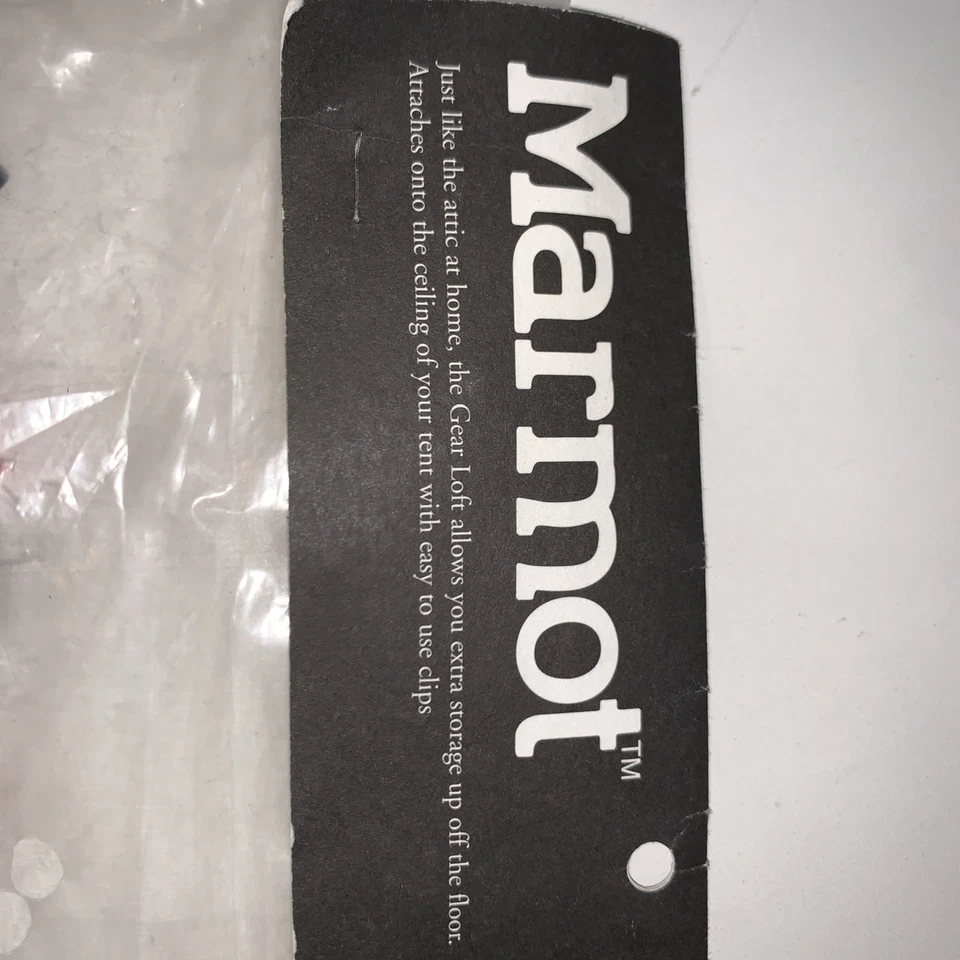 Marmot™
Just like the attic at home, the Gear Loft allows you extra storage up off the floor.
Attaches onto the ceiling of your tent with easy to use clips